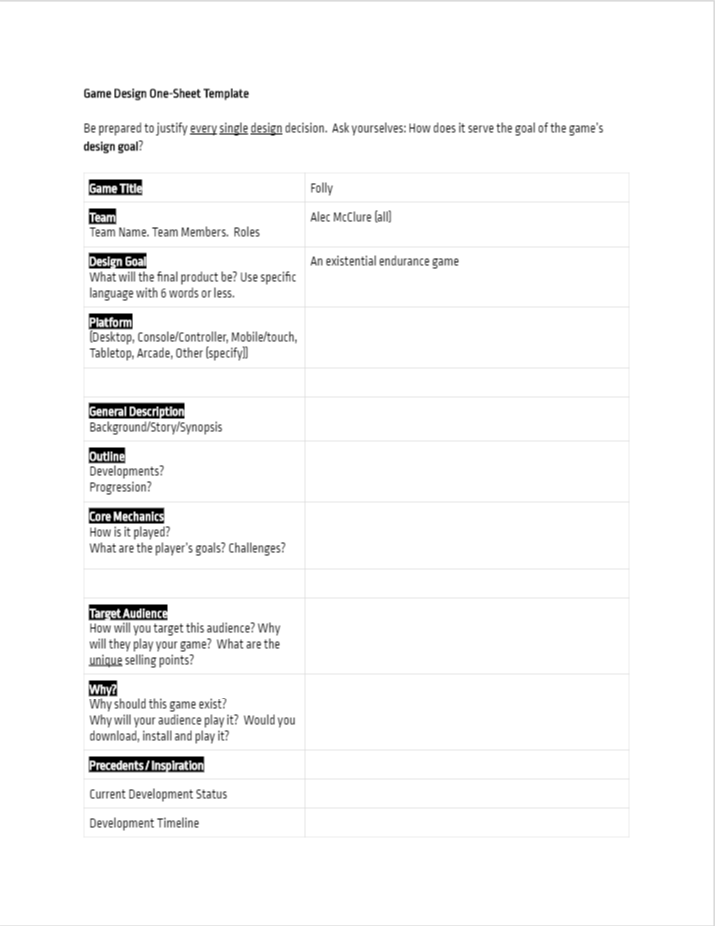 Game Design One-Sheet Template
Be prepared to justify every single design decision. Ask yourselves: How does it serve the goal of the game's
design goal?
Game Title
Folly
Team
Team Name. Team Members. Roles
Alec McClure (all)
Design Goal
What will the final product be? Use specific
language with 6 words or less.
An existential endurance game
Platform
(Desktop, Console/Controller, Mobile/touch,
Tabletop, Arcade, Other (specify))
General Description
Background/Story/Synopsis
Outline
Developments?
Progression?
Core Mechanics
How is it played?
What are the player's goals? Challenges?
Target Audience
How will you target this audience? Why
will they play your game? What are the
unique selling points?
Why?
Why should this game exist?
Why will your audience play it? Would you
download, install and play it?
Precedents / Inspiration
Current Development Status
Development Timeline